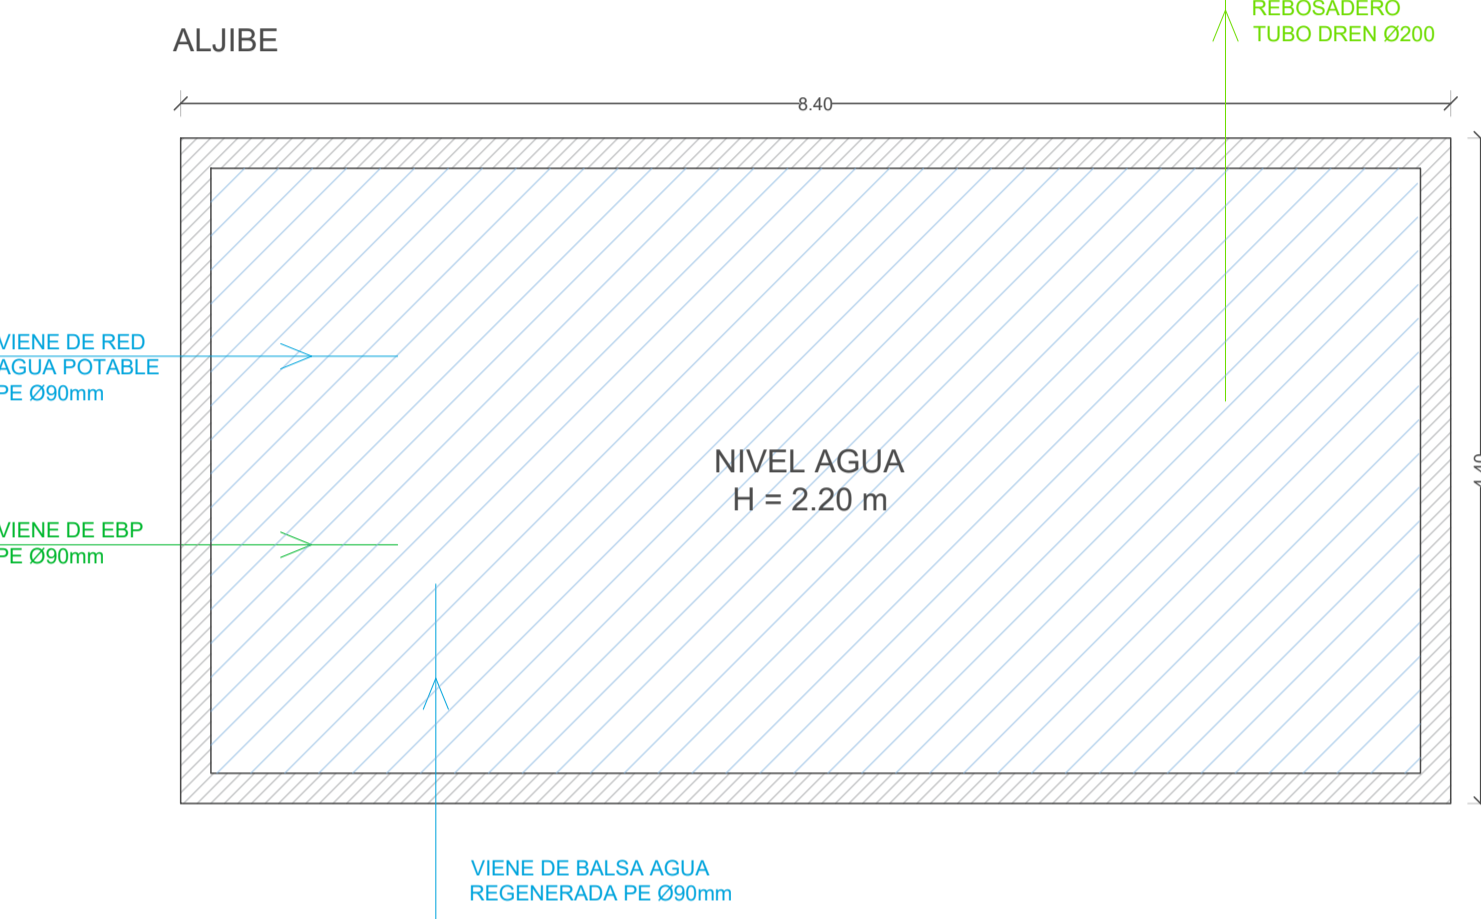 REBOSADERO
TUBO DREN Ø200
ALJIBE
8.40
VIENE DE RED
AGUA POTABLE
PE Ø90mm
NIVEL AGUA
H = 2.20 m
VIENE DE EBP
PE Ø90mm
VIENE DE BALSA AGUA
REGENERADA PE Ø90mm